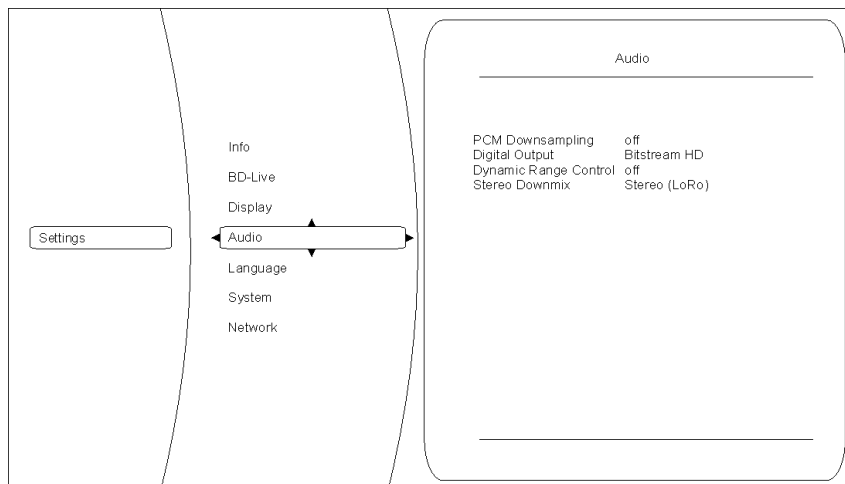 Settings
Info
BD-Live
Display
Audio
Language
System
Network
Audio
PCM Downsampling off
Digital Output Bitstream HD
Dynamic Range Control off
Stereo Downmix Stereo (LoRo)